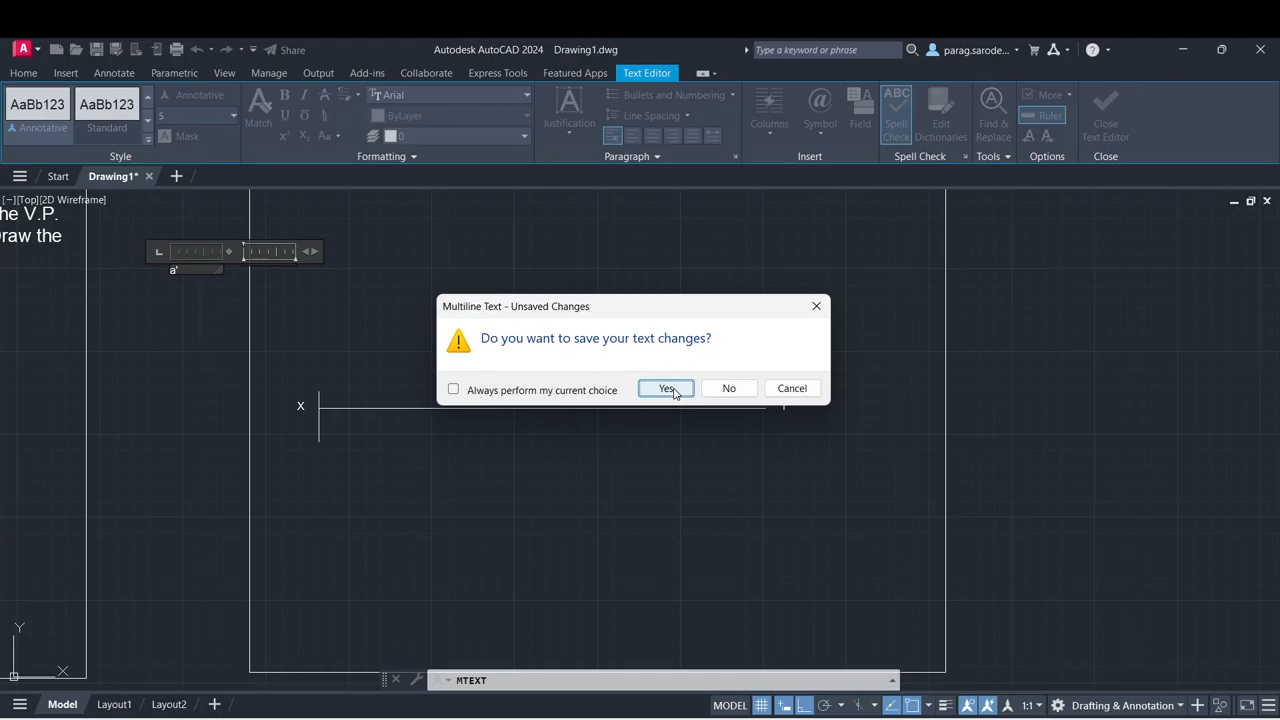 Share
Autodesk AutoCAD 2024 Drawing1.dwg
Type a keyword or phrase
parag.sarode...
Home Insert Annotate Parametric View Manage Output Add-ins Collaborate Express Tools Featured Apps Text Editor
AaBb123 AaBb123 Annotative
Annotative Standard
5
Mask
Style
Match
B I A
Arial
ByLayer
0
Formatting
Justification
Bullets and Numbering
Line Spacing
Paragraph
Columns
@ Symbol
Field
Insert
ABC
Spell Check
Edit Dictionaries
Spell Check
Find & Replace
Tools
More
Ruler
Options
Close Text Editor
Close
Start Drawing1*
[−][Top][2D Wireframe]
he V.P.
Draw the
a'
Multiline Text - Unsaved Changes
Do you want to save your text changes?
Always perform my current choice Yes No Cancel
X
Y
X
MTEXT
Model Layout1 Layout2
MODEL 1:1 Drafting & Annotation